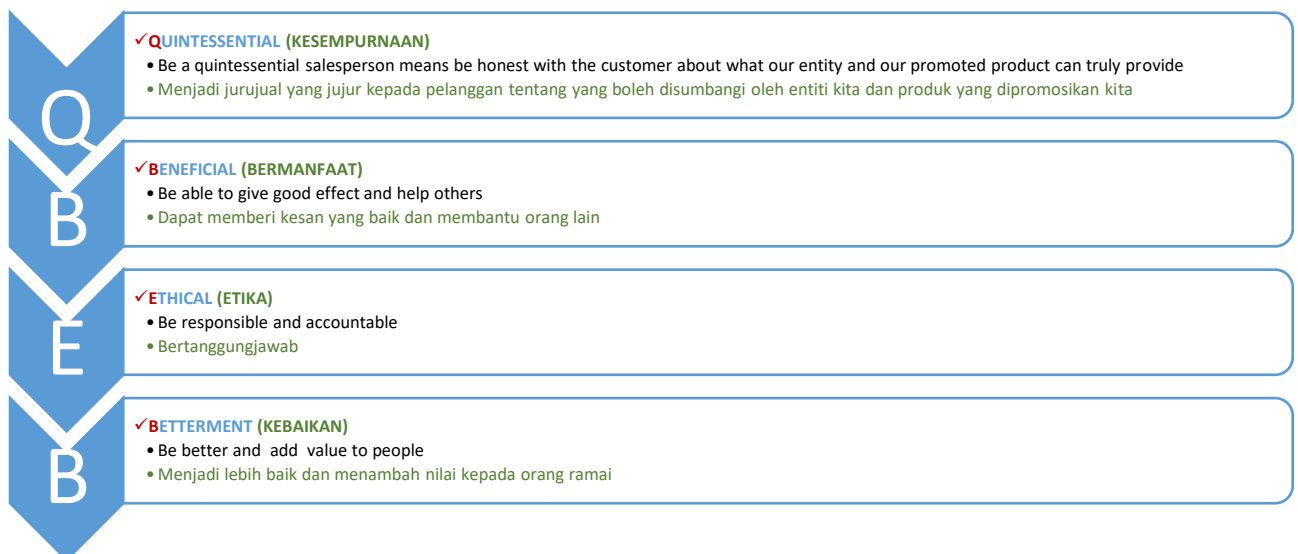 Q
✓QUINTESSENTIAL (KESEMPURNAAN)
• Be a quintessential salesperson means be honest with the customer about what our entity and our promoted product can truly provide
• Menjadi jurujual yang jujur kepada pelanggan tentang yang boleh disumbangi oleh entiti kita dan produk yang dipromosikan kita
B
✓BENEFICIAL (BERMANFAAT)
• Be able to give good effect and help others
• Dapat memberi kesan yang baik dan membantu orang lain
E
✓ETHICAL (ETIKA)
• Be responsible and accountable
• Bertanggungjawab
B
✓BETTERMENT (KEBAIKAN)
• Be better and add value to people
• Menjadi lebih baik dan menambah nilai kepada orang ramai